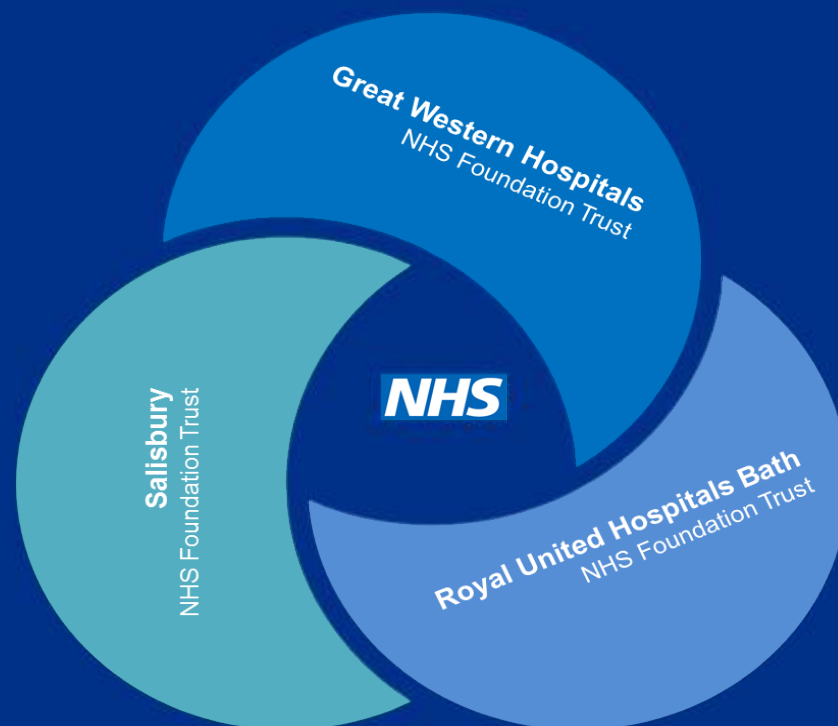 Great Western Hospitals
NHS Foundation Trust
Salisbury
NHS Foundation Trust
NHS
Royal United Hospitals Bath
NHS Foundation Trust